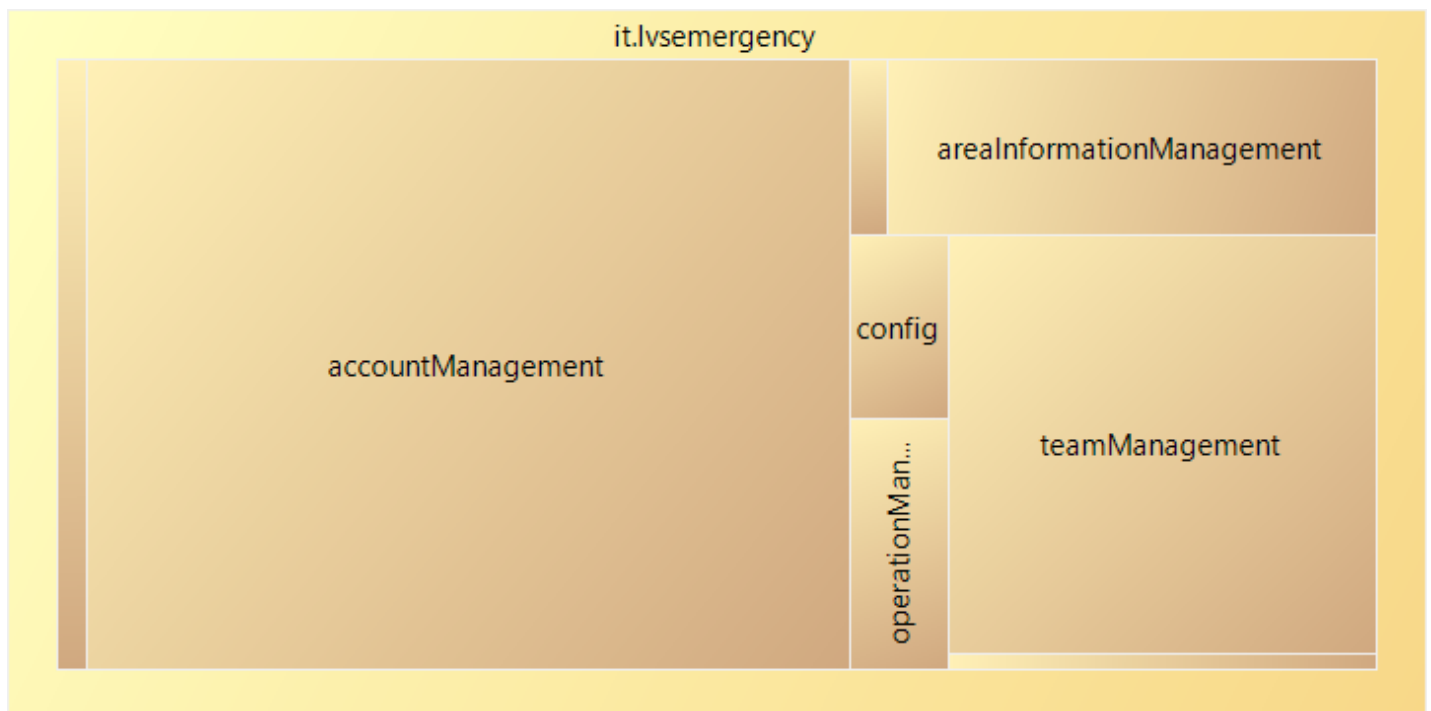 it.lvsemergency
areaInformationManagement
config
accountManagement
teamManagement
operationMan...